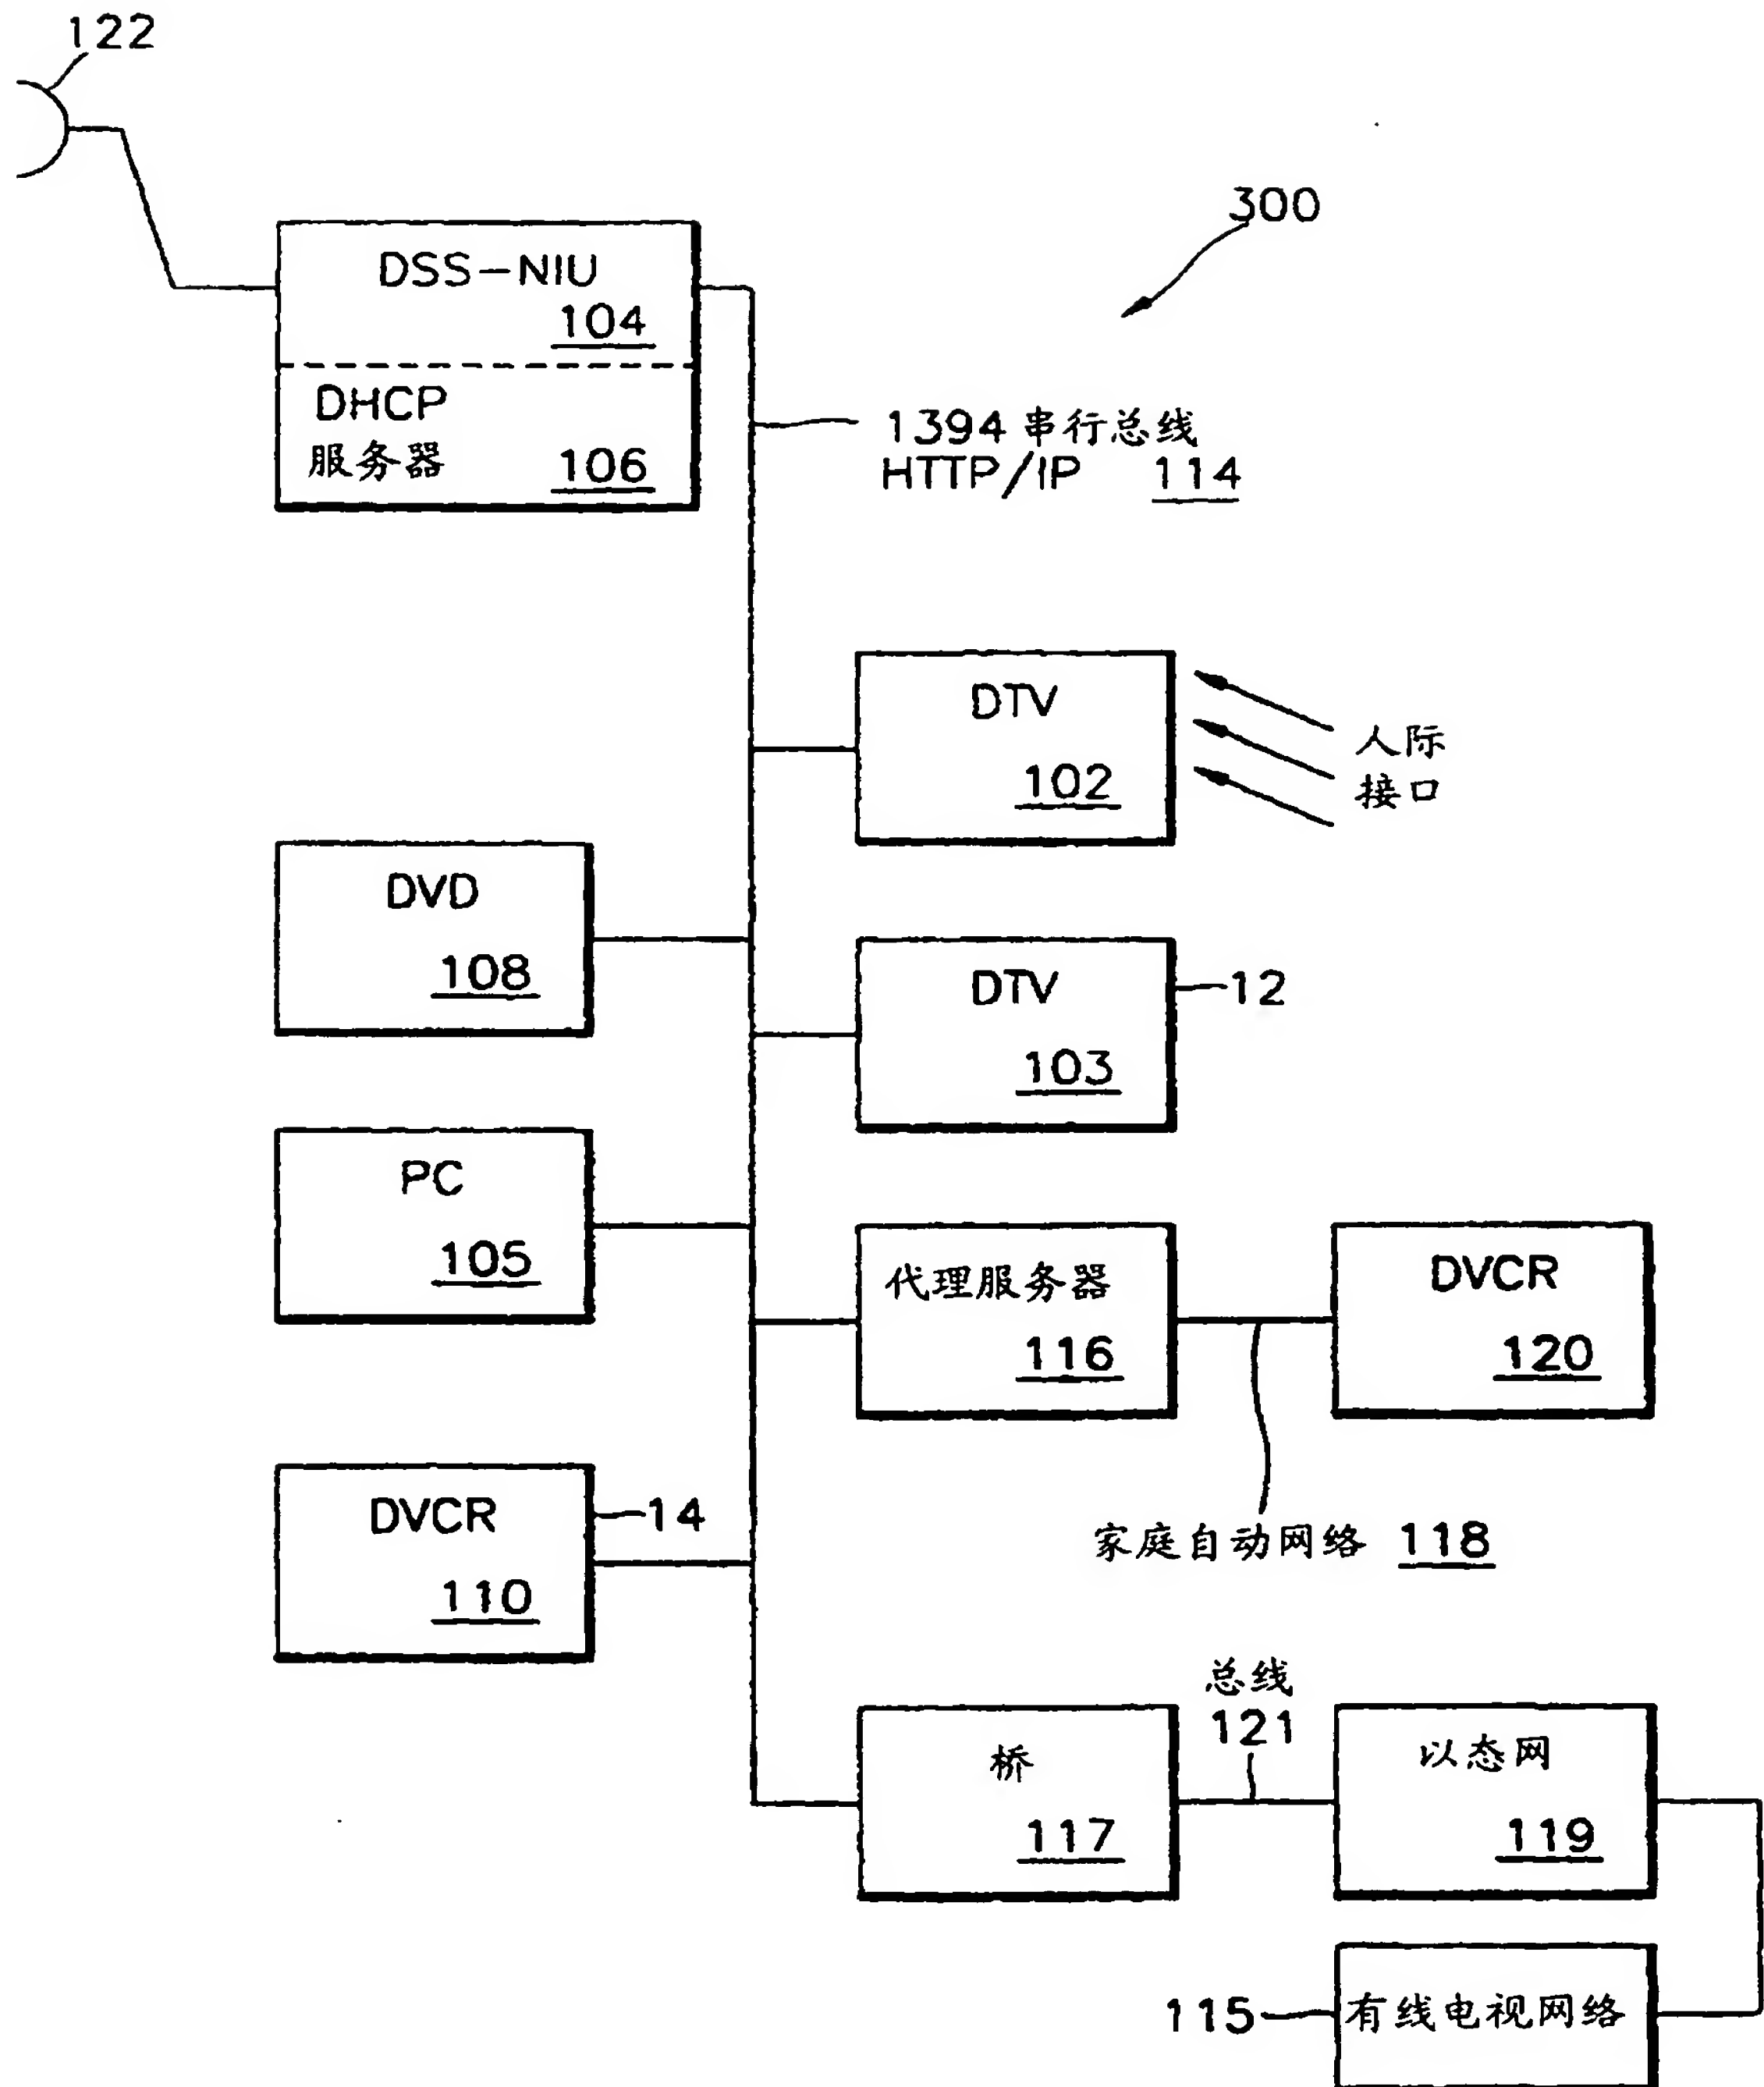 122
300
DSS-NIU
104
DHCP
服务器
106
1394 串行总线
HTTP/IP 114
DTV
102
人际
接口
DVD
108
DTV
103
12
PC
105
代理服务器
116
DVCR
120
家庭自动网络 118
DVCR
110
14
总线
121
桥
117
以态网
119
115
有线电视网络